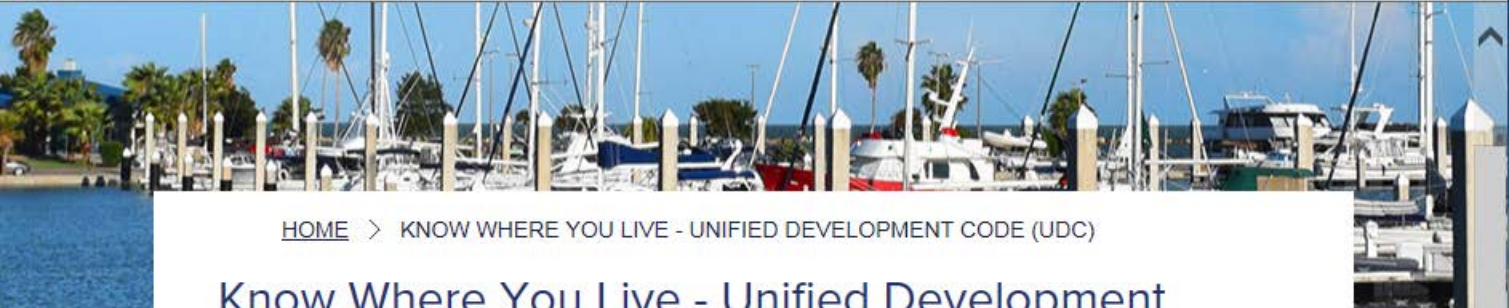 HOME > KNOW WHERE YOU LIVE - UNIFIED DEVELOPMENT CODE (UDC)
Know Where You Live - Unified Development